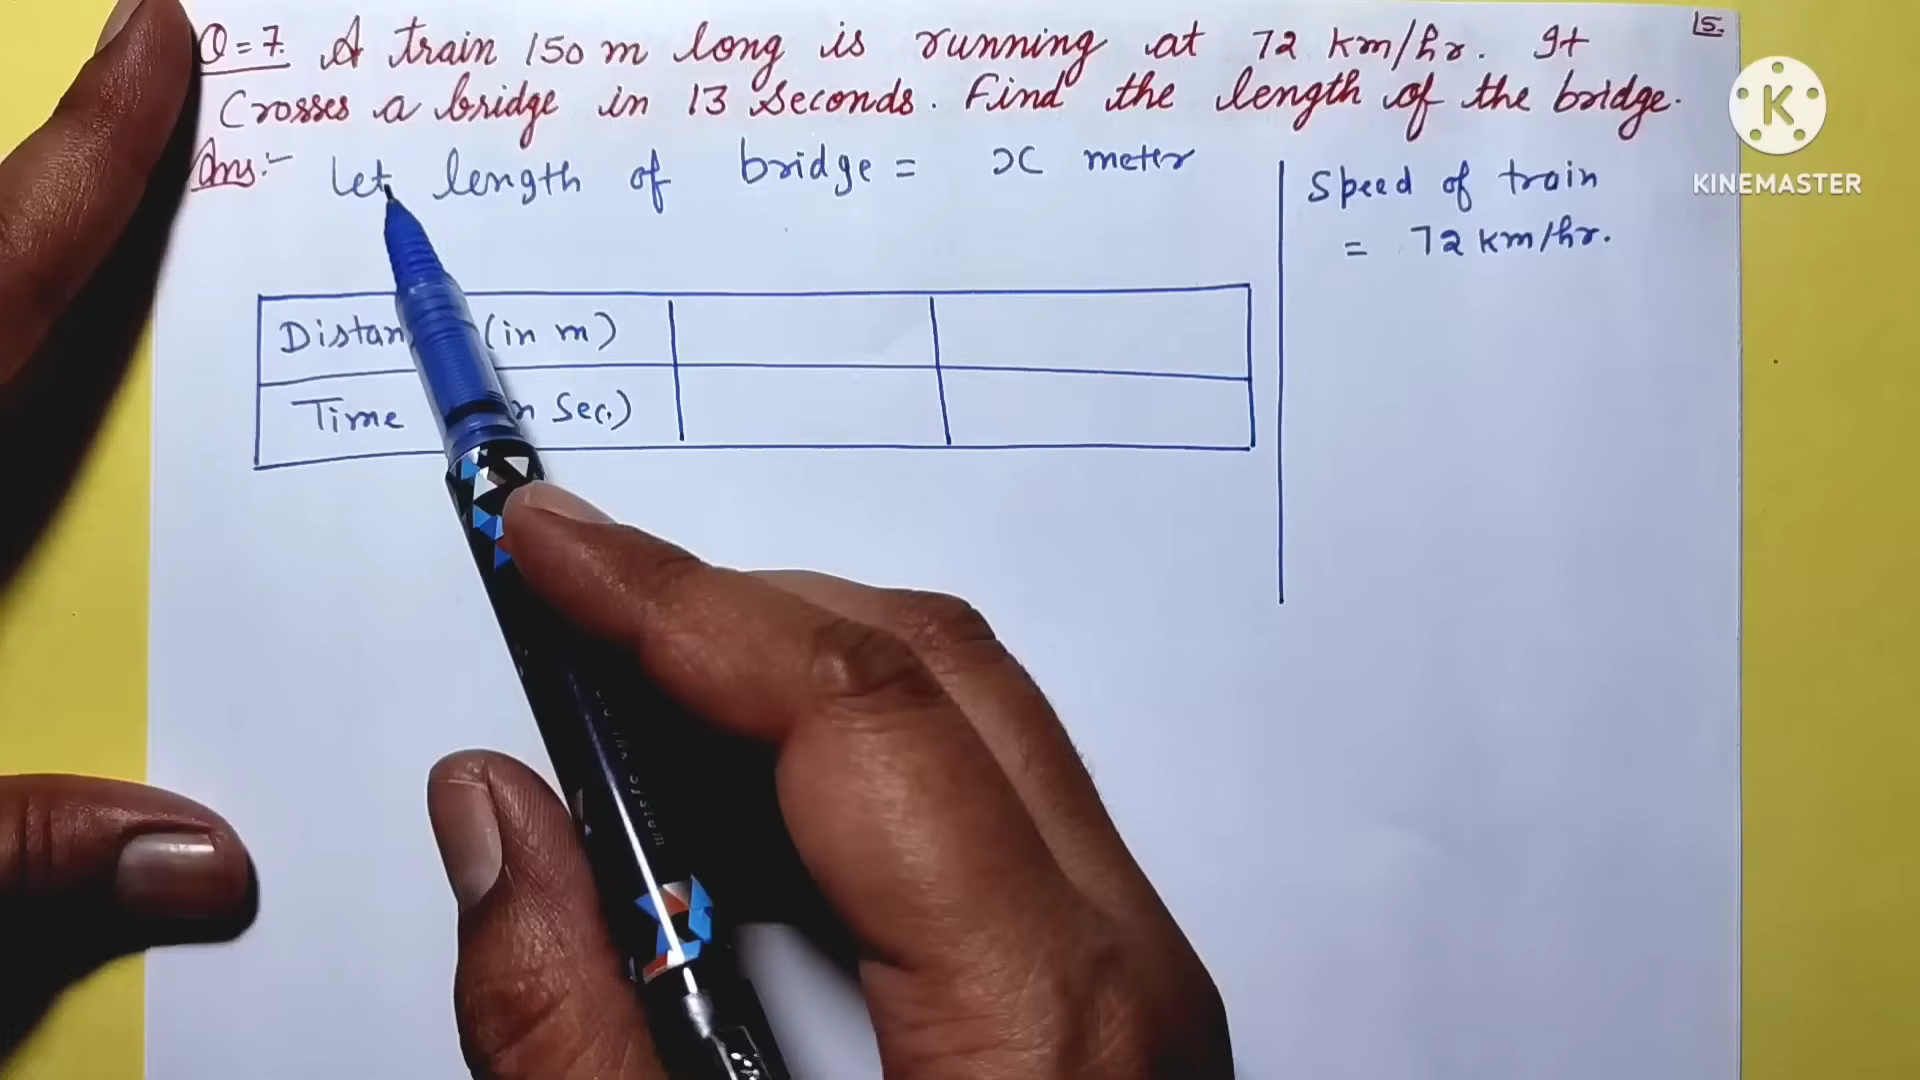 15.
Q=7. A train 150 m long is running at 72 km/hr. It
Crosses a bridge in 13 Seconds. Find the length of the bridge.
Ans:- Let length of bridge = x meter
Speed of train
= 72 km/hr.
(in m)
Time Sec.)
K
KINEMASTER